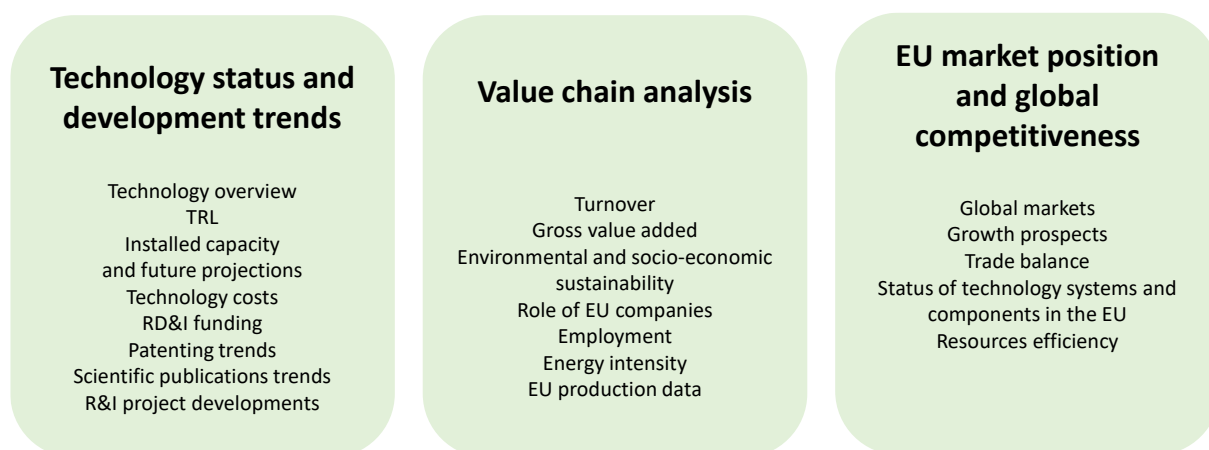 Technology status and
development trends
Technology overview
TRL
Installed capacity
and future projections
Technology costs
RD&I funding
Patenting trends
Scientific publications trends
R&I project developments
Value chain analysis
Turnover
Gross value added
Environmental and socio-economic
sustainability
Role of EU companies
Employment
Energy intensity
EU production data
EU market position
and global
competitiveness
Global markets
Growth prospects
Trade balance
Status of technology systems and
components in the EU
Resources efficiency